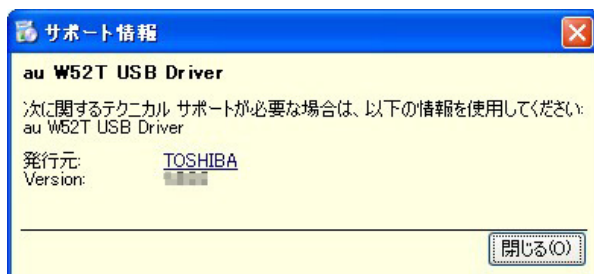 サポート情報
au W52T USB Driver
次に関するテクニカル サポートが必要な場合は、以下の情報を使用してください:
au W52T USB Driver
発行元: TOSHIBA
Version:
閉じる(O)